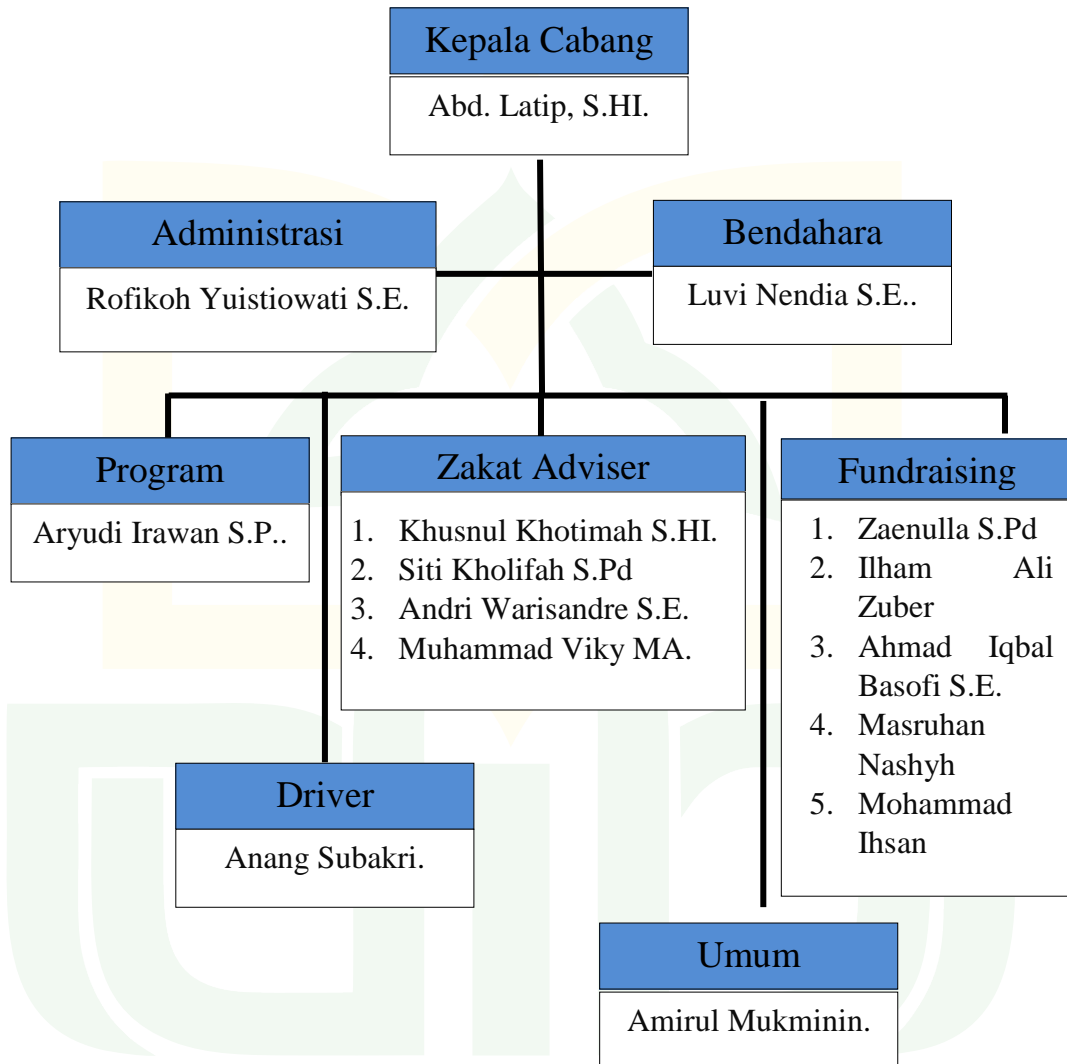 Kepala Cabang
Abd. Latip, S.HI.
Administrasi
Rofikoh Yuistiowati S.E.
Bendahara
Luvi Nendia S.E..
Program
Aryudi Irawan S.P..
Zakat Adviser
1. Khusnul Khotimah S.HI.
2. Siti Kholifah S.Pd
3. Andri Warisandre S.E.
4. Muhammad Viky MA.
Fundraising
1. Zaenulla S.Pd
2. Ilham Ali
Zuber
3. Ahmad Iqbal
Basofi S.E.
4. Masruhan
Nashyh
5. Mohammad
Ihsan
Driver
Anang Subakri.
Umum
Amirul Mukminin.